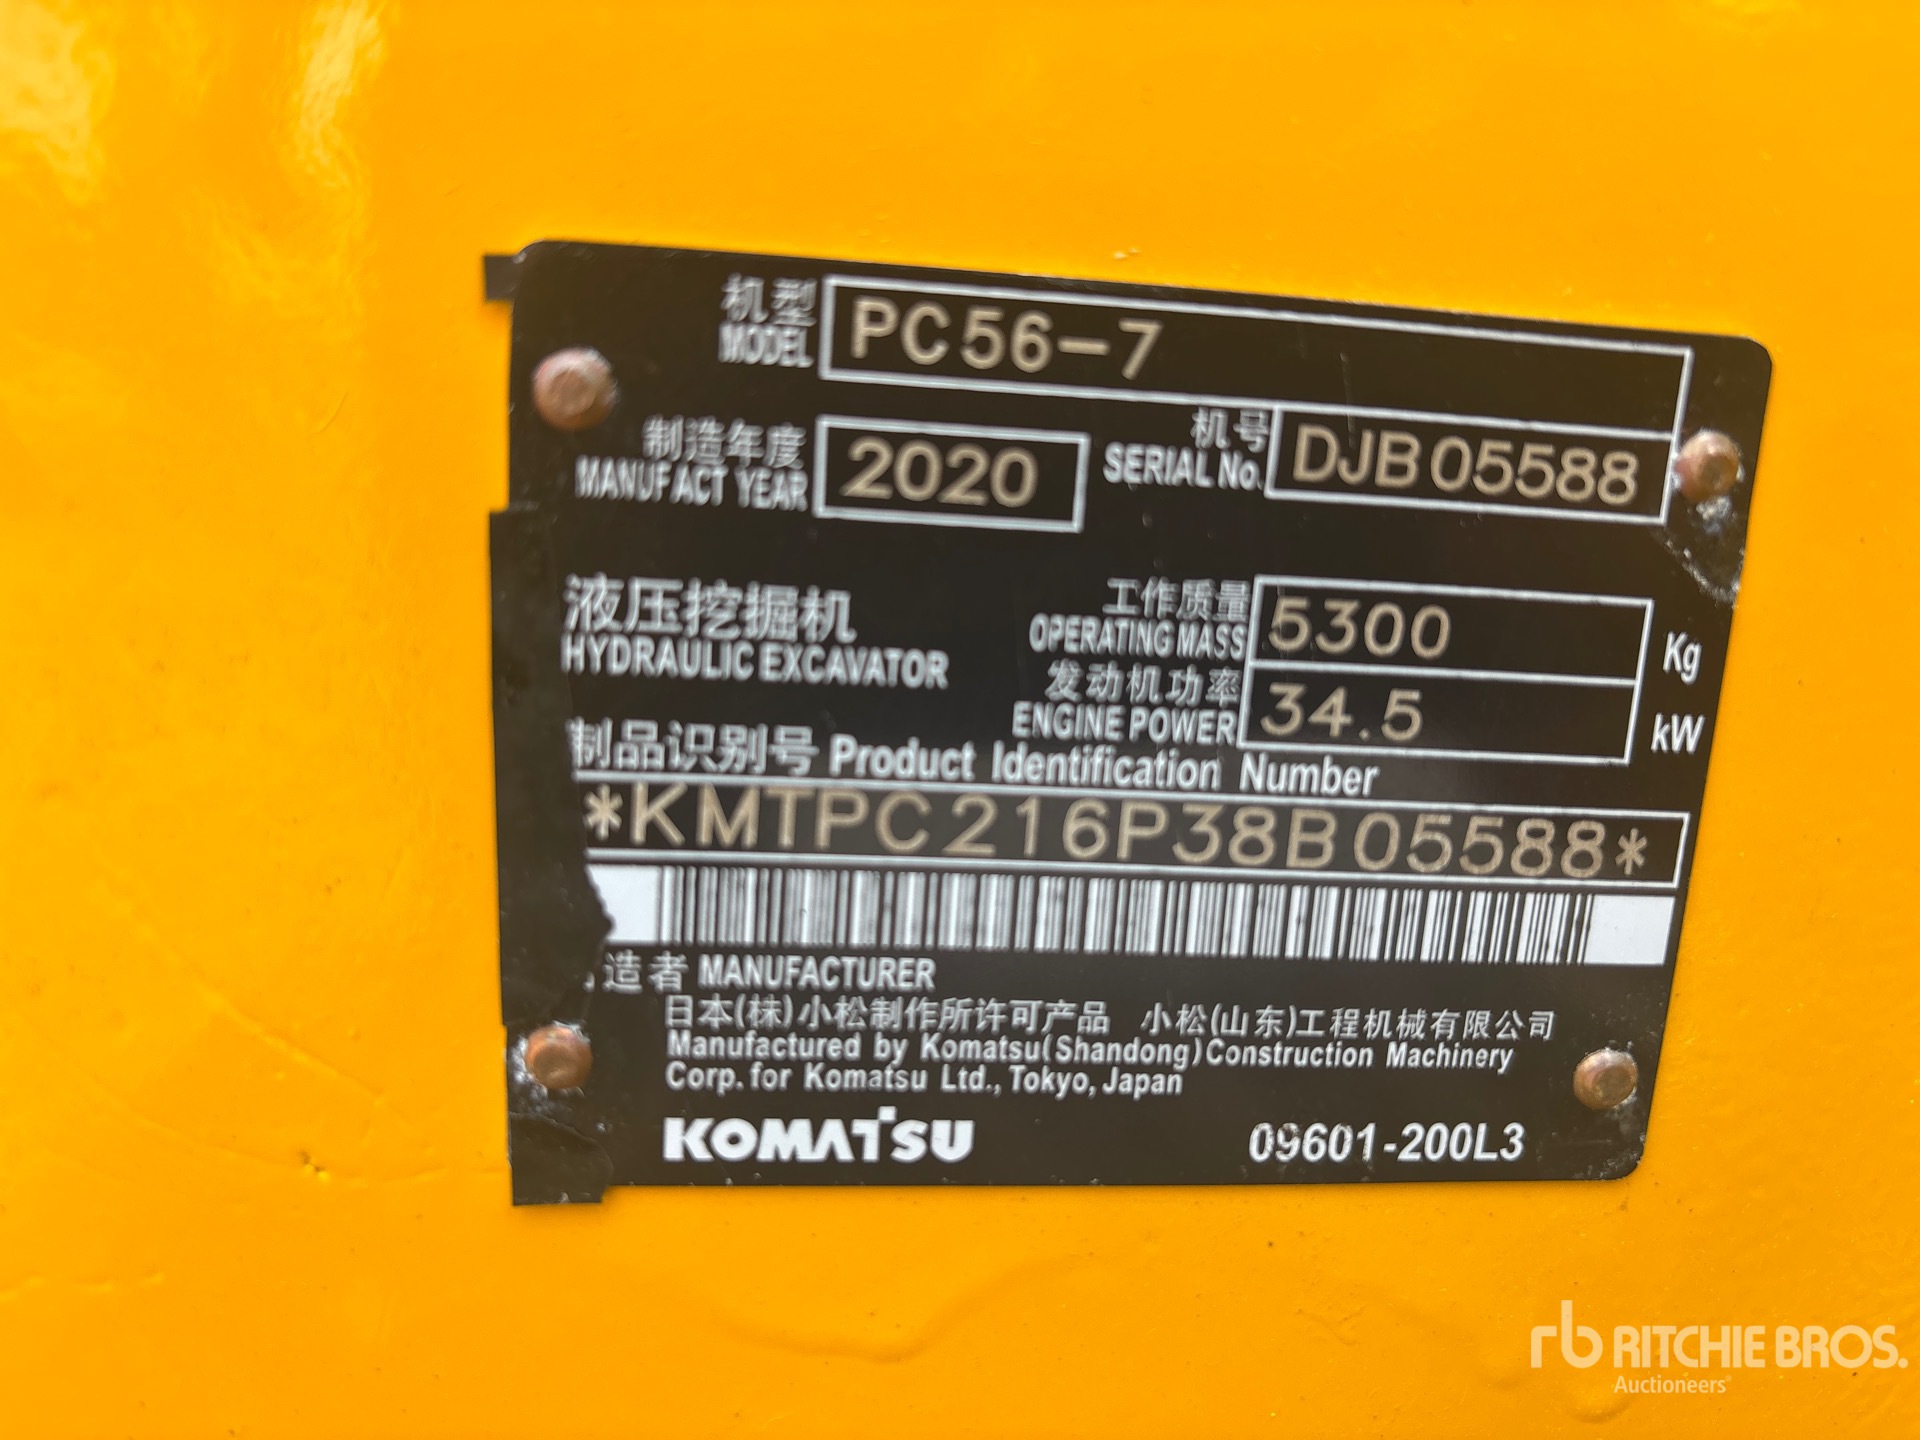 机型 PC56-7
MODEL
制造年度 2020 机号 DJB05588
MANUFACT YEAR SERIAL No.
液压挖掘机 工作质量 5300 Kg
HYDRAULIC EXCAVATOR OPERATING MASS
发动机功率 34.5 kW
ENGINE POWER
制品识别号 Product Identification Number
*KMTPC216P38B05588*
造者 MANUFACTURER
日本(株)小松制作所许可产品 小松(山东)工程机械有限公司
Manufactured by Komatsu(Shandong)Construction Machinery
Corp. for Komatsu Ltd., Tokyo, Japan
KOMATSU 09601-200L3
rb RITCHIE BROS.
Auctioneers